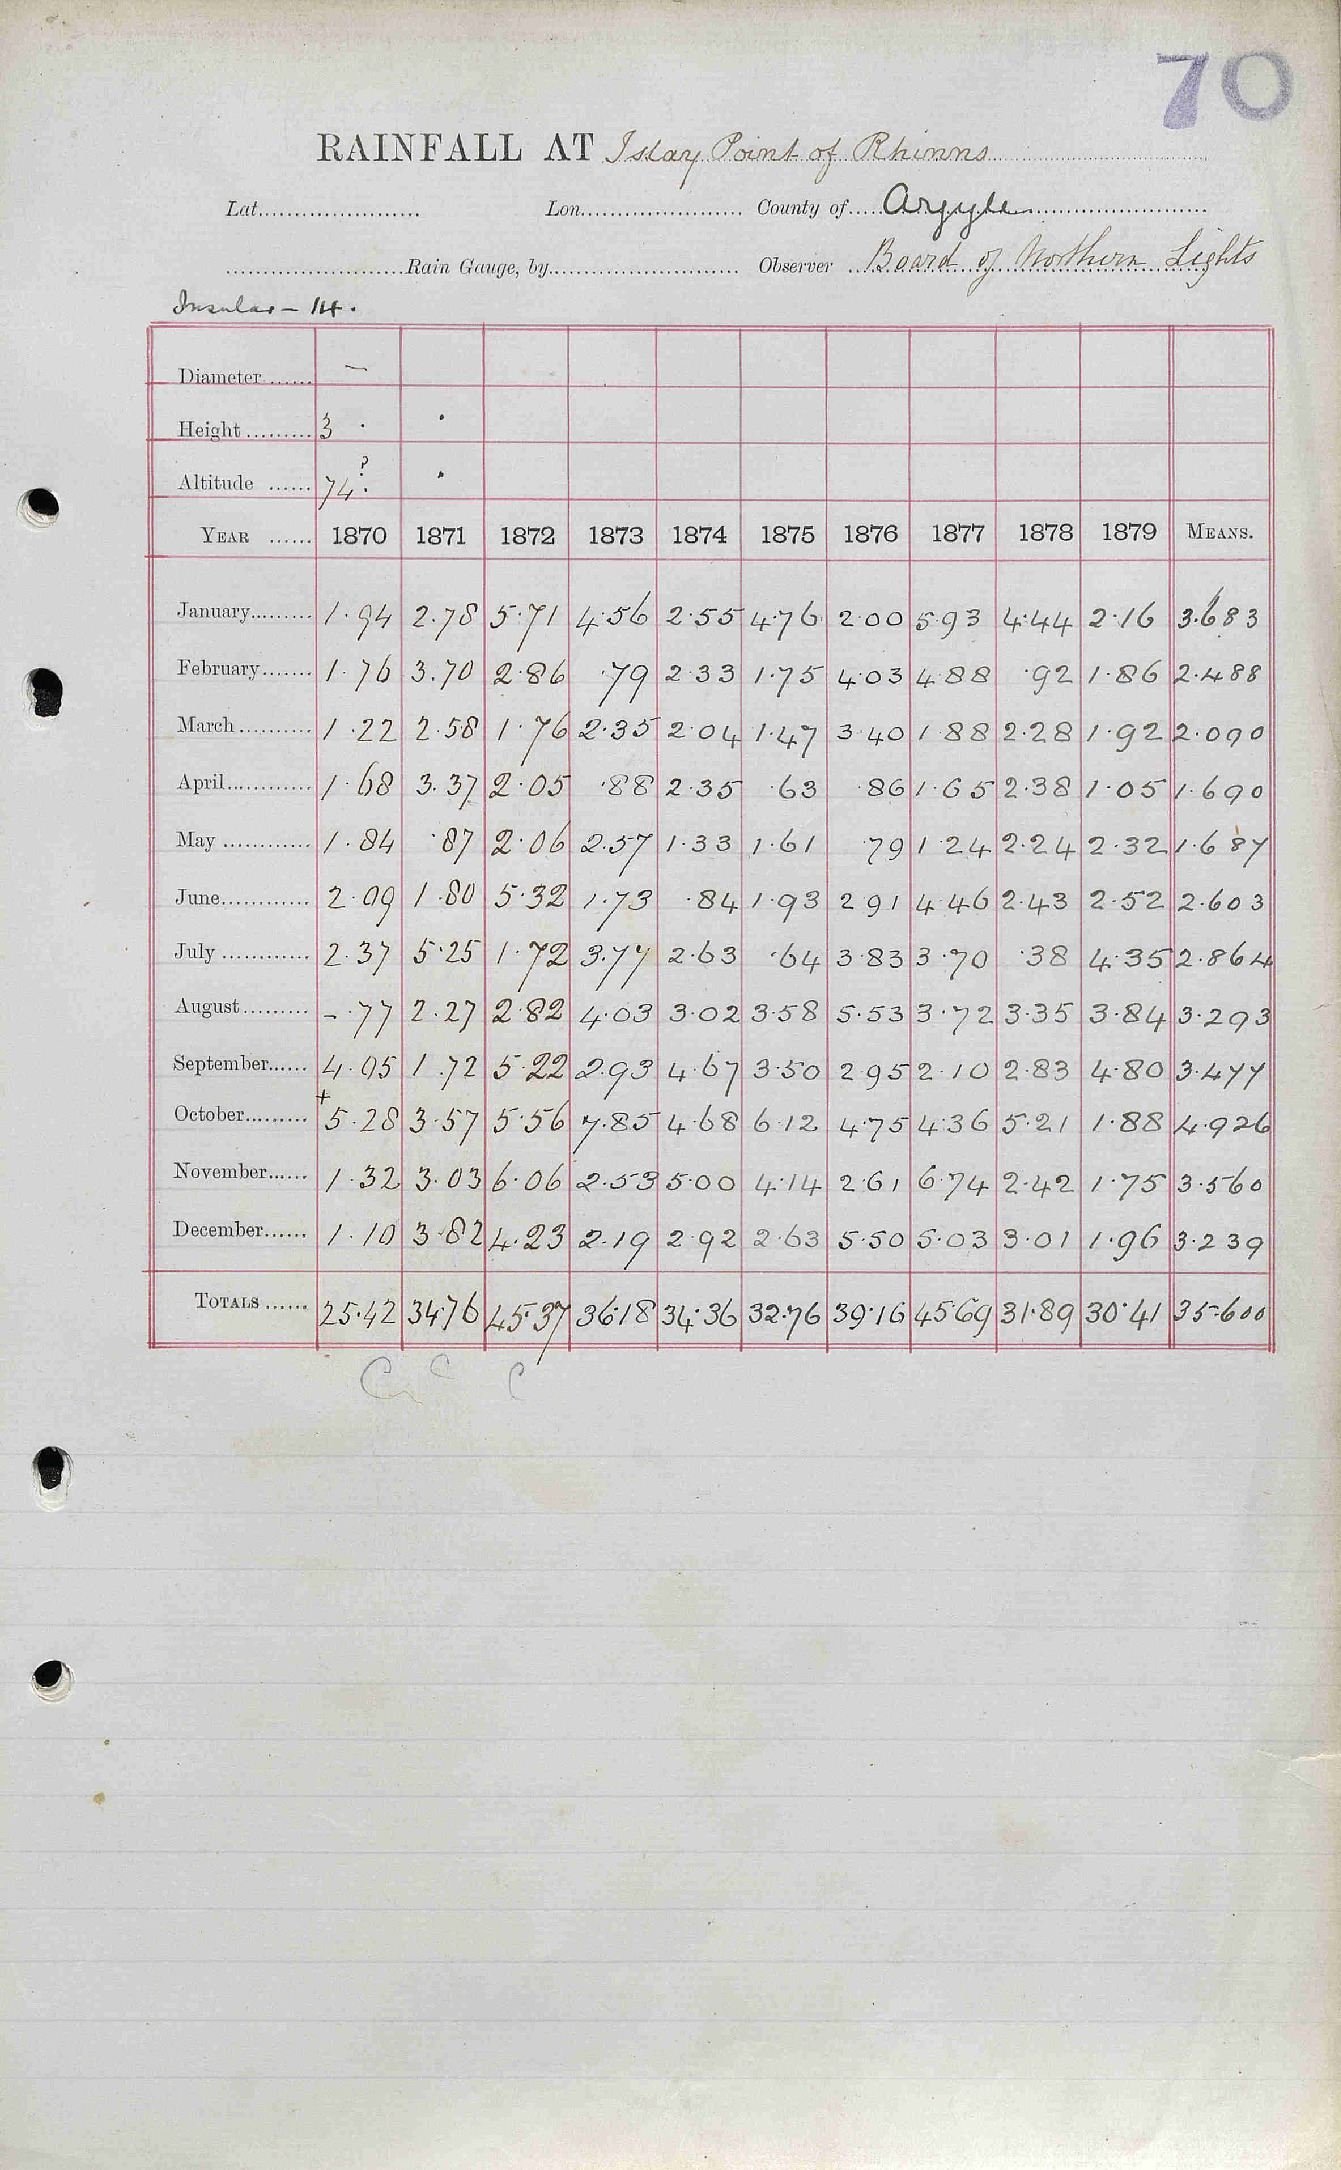 70
RAINFALL AT Islay Point of Rhinns
Lat. Lon. County of Argyle
Rain Gauge, by Observer Board of Northern Lights
Insular - 14.
Diameter —
Height 3 . .
Altitude 74 ? . .
YEAR 1870 1871 1872 1873 1874 1875 1876 1877 1878 1879 MEANS.
January 1.94 2.78 5.71 4.56 2.55 4.76 2.00 5.93 4.44 2.16 3.683
February 1.76 3.70 2.86 .79 2.33 1.75 4.03 4.88 .92 1.86 2.488
March 1.22 2.58 1.76 2.35 2.04 1.47 3.40 1.88 2.28 1.92 2.090
April 1.68 3.37 2.05 .88 2.35 .63 .86 1.65 2.38 1.05 1.690
May 1.84 .87 2.06 2.57 1.33 1.61 .79 1.24 2.24 2.32 1.687
June 2.09 1.80 5.32 1.73 .84 1.93 2.91 4.46 2.43 2.52 2.603
July 2.37 5.25 1.72 3.77 2.63 .64 3.83 3.70 .38 4.35 2.864
August - .77 2.27 2.82 4.03 3.02 3.58 5.53 3.72 3.35 3.84 3.293
September 4.05 1.72 5.22 2.93 4.67 3.50 2.95 2.10 2.83 4.80 3.477
October +5.28 3.57 5.56 7.85 4.68 6.12 4.75 4.36 5.21 1.88 4.926
November 1.32 3.03 6.06 2.53 5.00 4.14 2.61 6.74 2.42 1.75 3.560
December 1.10 3.82 4.23 2.19 2.92 2.63 5.50 5.03 3.01 1.96 3.239
TOTALS 25.42 34.76 45.37 36.18 34.36 32.76 39.16 45.69 31.89 30.41 35.600
C C C